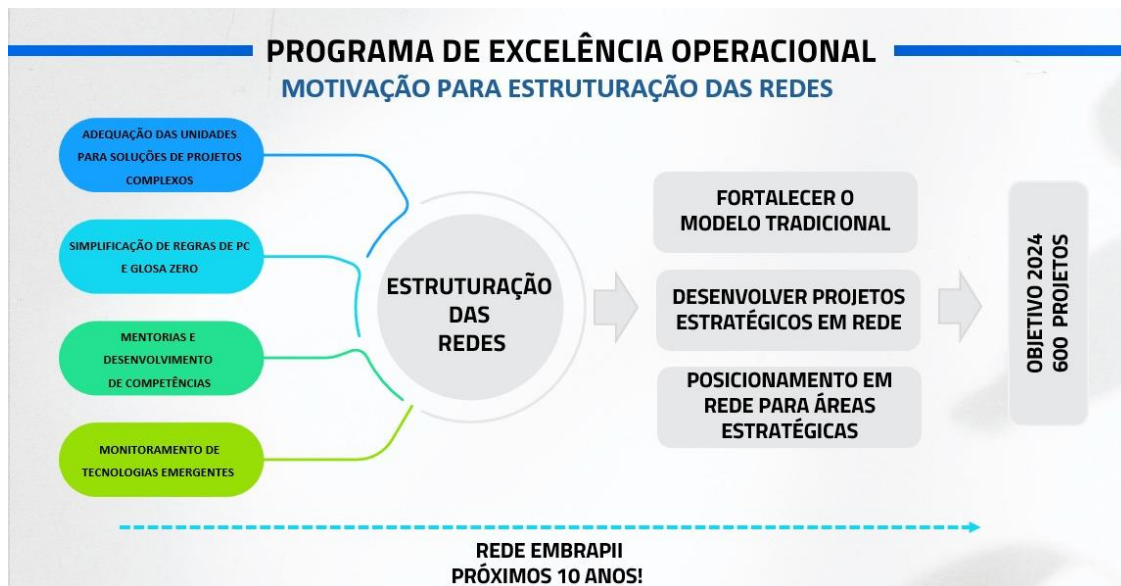 PROGRAMA DE EXCELÊNCIA OPERACIONAL
MOTIVAÇÃO PARA ESTRUTURAÇÃO DAS REDES
ADEQUAÇÃO DAS UNIDADES
PARA SOLUÇÕES DE PROJETOS
COMPLEXOS
SIMPLIFICAÇÃO DE REGRAS DE PC
E GLOSA ZERO
MENTORIAS E
DESENVOLVIMENTO
DE COMPETÊNCIAS
MONITORAMENTO DE
TECNOLOGIAS EMERGENTES
ESTRUTURAÇÃO
DAS
REDES
FORTALECER O
MODELO TRADICIONAL
DESENVOLVER PROJETOS
ESTRATÉGICOS EM REDE
POSICIONAMENTO EM
REDE PARA ÁREAS
ESTRATÉGICAS
OBJETIVO 2024
600 PROJETOS
REDE EMBRAPII
PRÓXIMOS 10 ANOS!